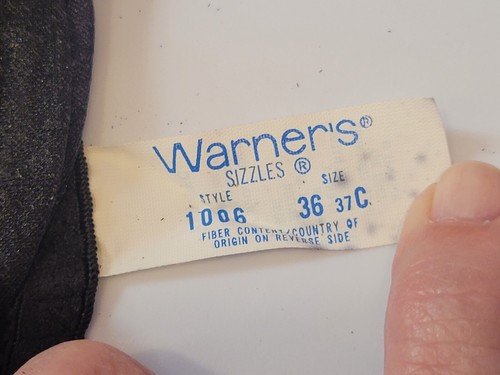 Warner's®
SIZZLES ®
STYLE SIZE
1006 36 37C
FIBER CONTENT/COUNTRY OF
ORIGIN ON REVERSE SIDE